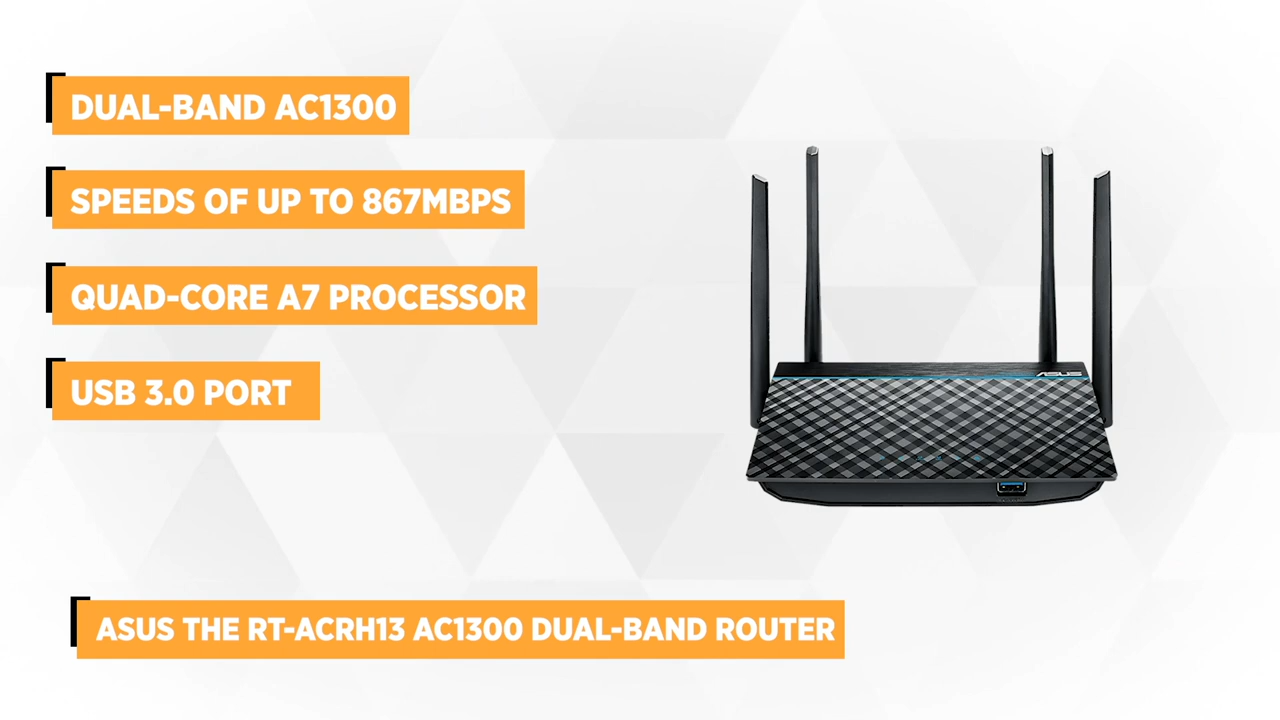 DUAL-BAND AC1300
SPEEDS OF UP TO 867MBPS
QUAD-CORE A7 PROCESSOR
USB 3.0 PORT
ASUS
ASUS THE RT-ACRH13 AC1300 DUAL-BAND ROUTER